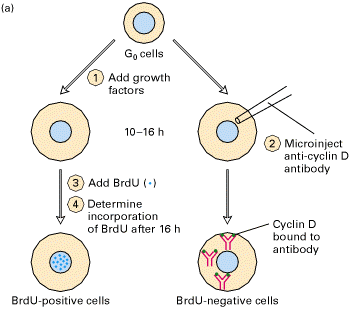 (a)
G0 cells
1 Add growth
factors
10–16 h
2 Microinject
anti-cyclin D
antibody
3 Add BrdU (•)
4 Determine
incorporation
of BrdU after 16 h
Cyclin D
bound to
antibody
BrdU-positive cells
BrdU-negative cells